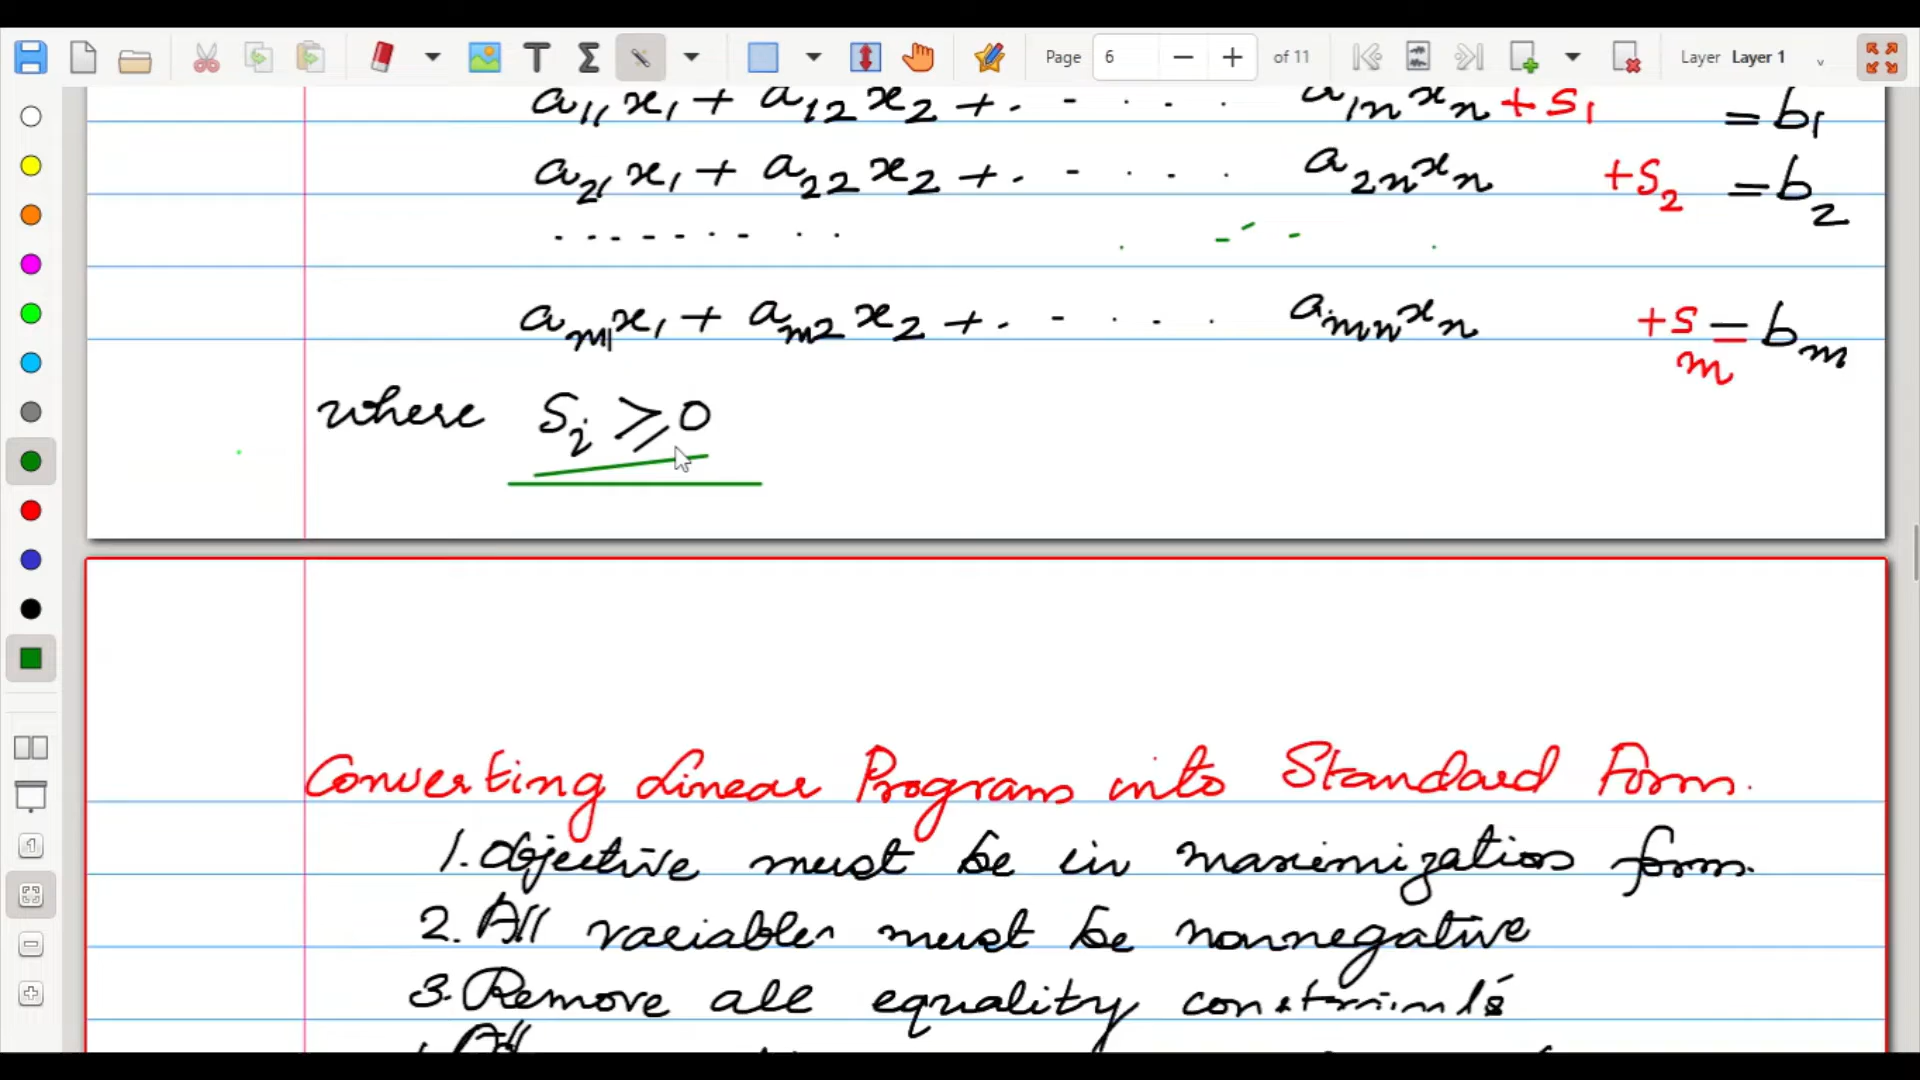 Page 6 of 11 Layer Layer 1
a₁₁x₁ + a₁₂x₂ + . - · · · a₁ₙxₙ + s₁ = b₁
a₂₁x₁ + a₂₂x₂ + . - · - · a₂ₙxₙ + s₂ = b₂
aₘ₁x₁ + aₘ₂x₂ + . - · - · aₘₙxₙ + sₘ = bₘ
where Sᵢ ⩾ 0
Converting Linear Program into Standard Form.
1. Objective must be in maximization form.
2. All variables must be nonnegative
3. Remove all equality constraints